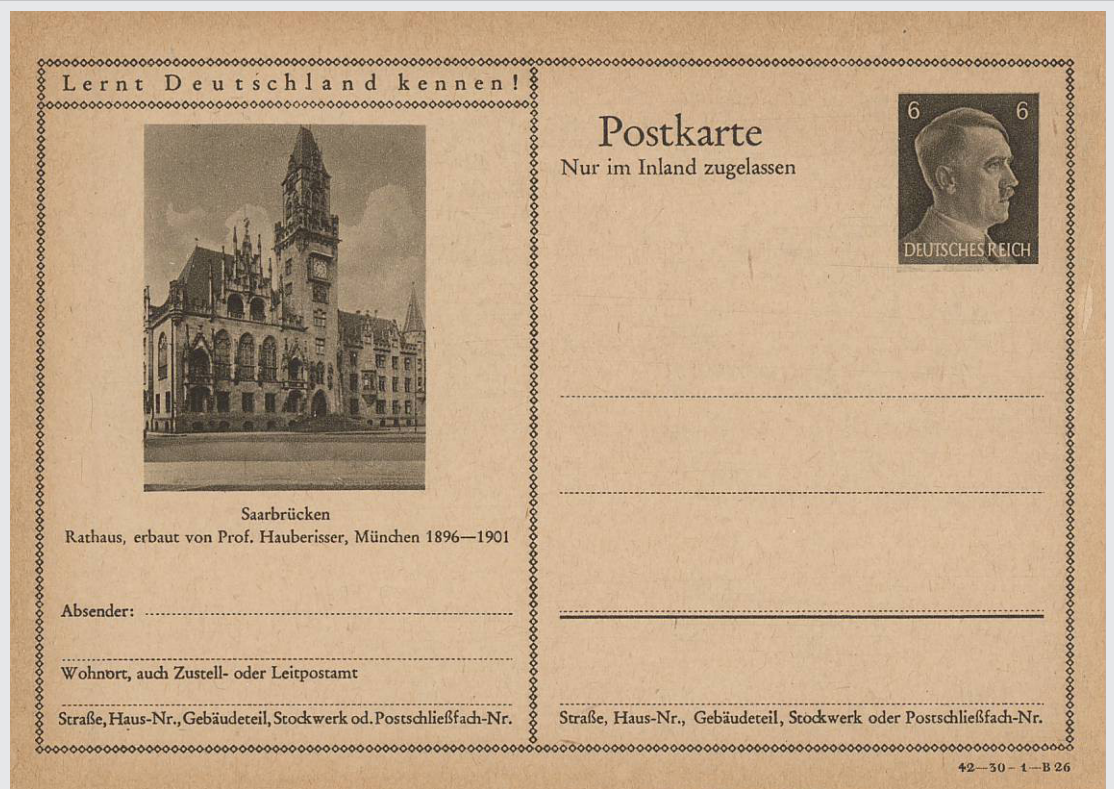 Lernt Deutschland kennen!
Saarbrücken
Rathaus, erbaut von Prof. Hauberisser, München 1896—1901
Absender:
Wohnort, auch Zustell- oder Leitpostamt
Straße, Haus-Nr., Gebäudeteil, Stockwerk od. Postschließfach-Nr.
Postkarte
Nur im Inland zugelassen
6 6
DEUTSCHES REICH
Straße, Haus-Nr., Gebäudeteil, Stockwerk oder Postschließfach-Nr.
42—30 – 1—B 26